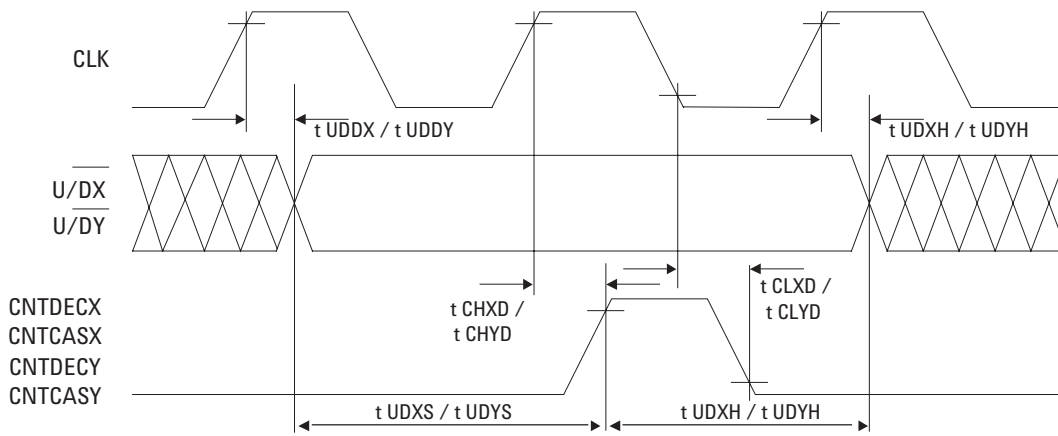 CLK
t UDDX / t UDDY
t UDXH / t UDYH
U/DX
U/DY
t CHXD /
t CHYD
t CLXD /
t CLYD
CNTDECX
CNTCASX
CNTDECY
CNTCASY
t UDXS / t UDYS
t UDXH / t UDYH